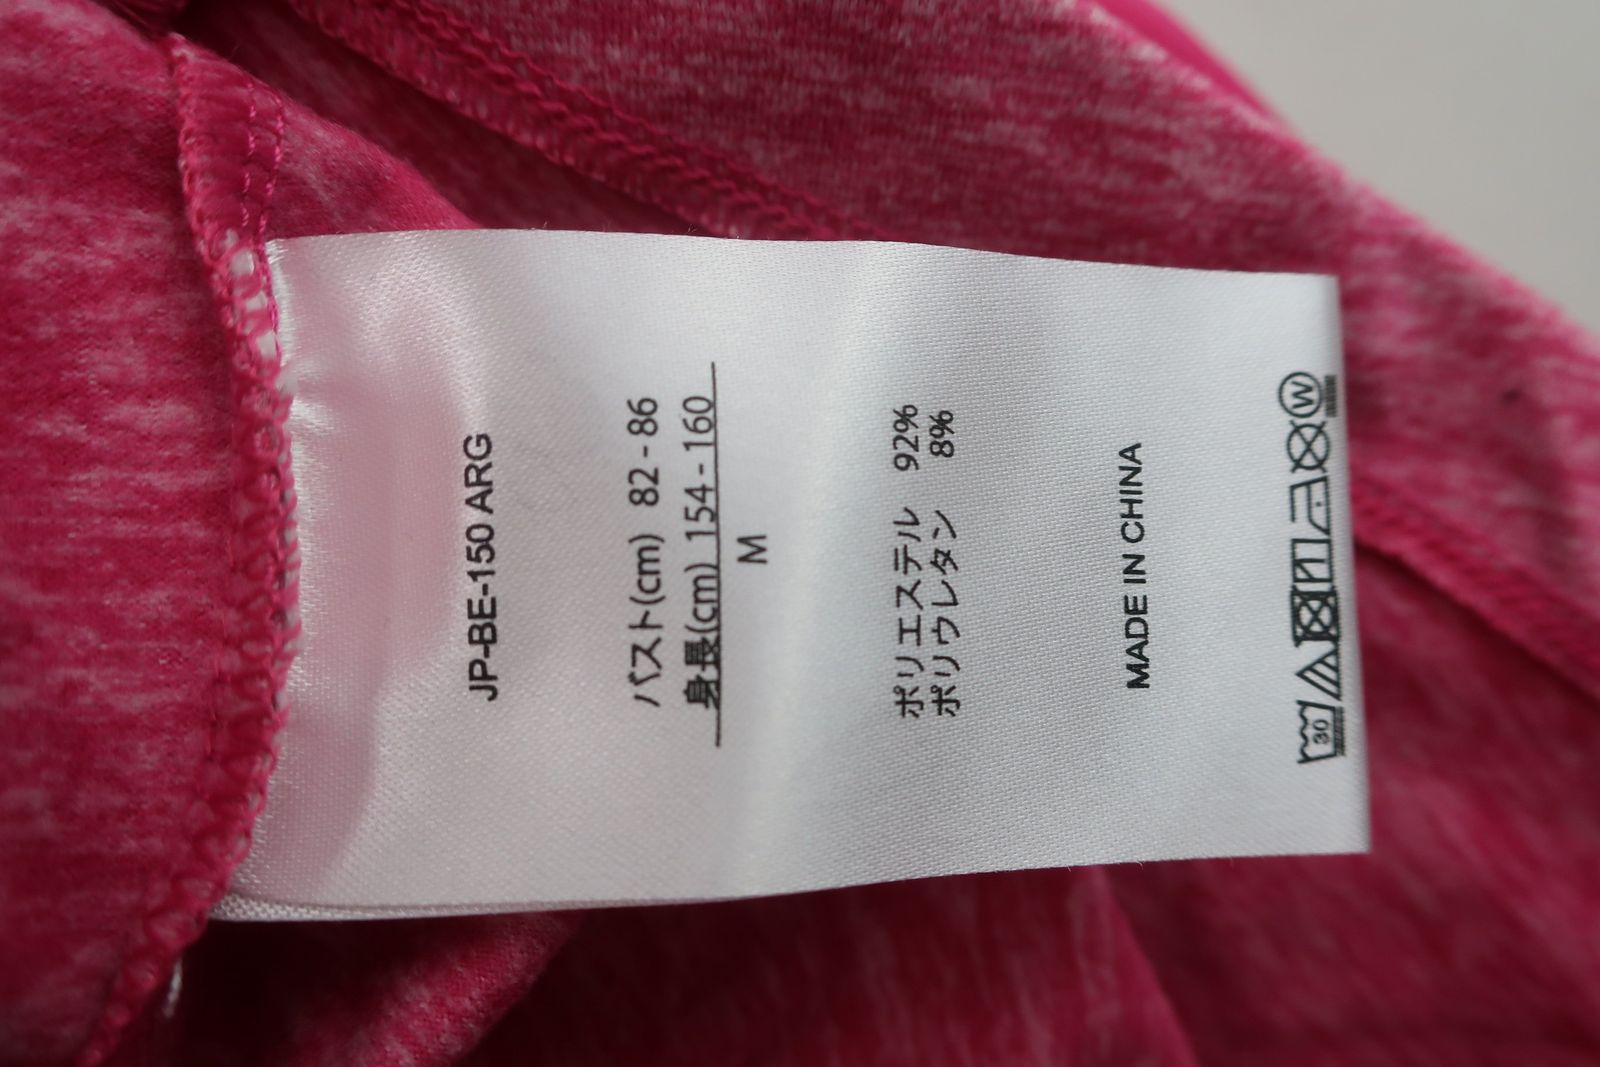 JP-BE-150 ARG
バスト(cm) 82 - 86
身長(cm) 154 - 160
M
ポリエステル 92%
ポリウレタン 8%
MADE IN CHINA
30 W